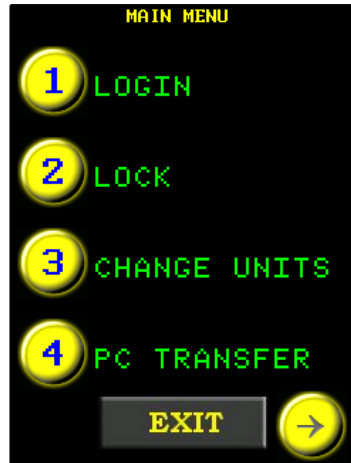 MAIN MENU
1 LOGIN
2 LOCK
3 CHANGE UNITS
4 PC TRANSFER
EXIT →